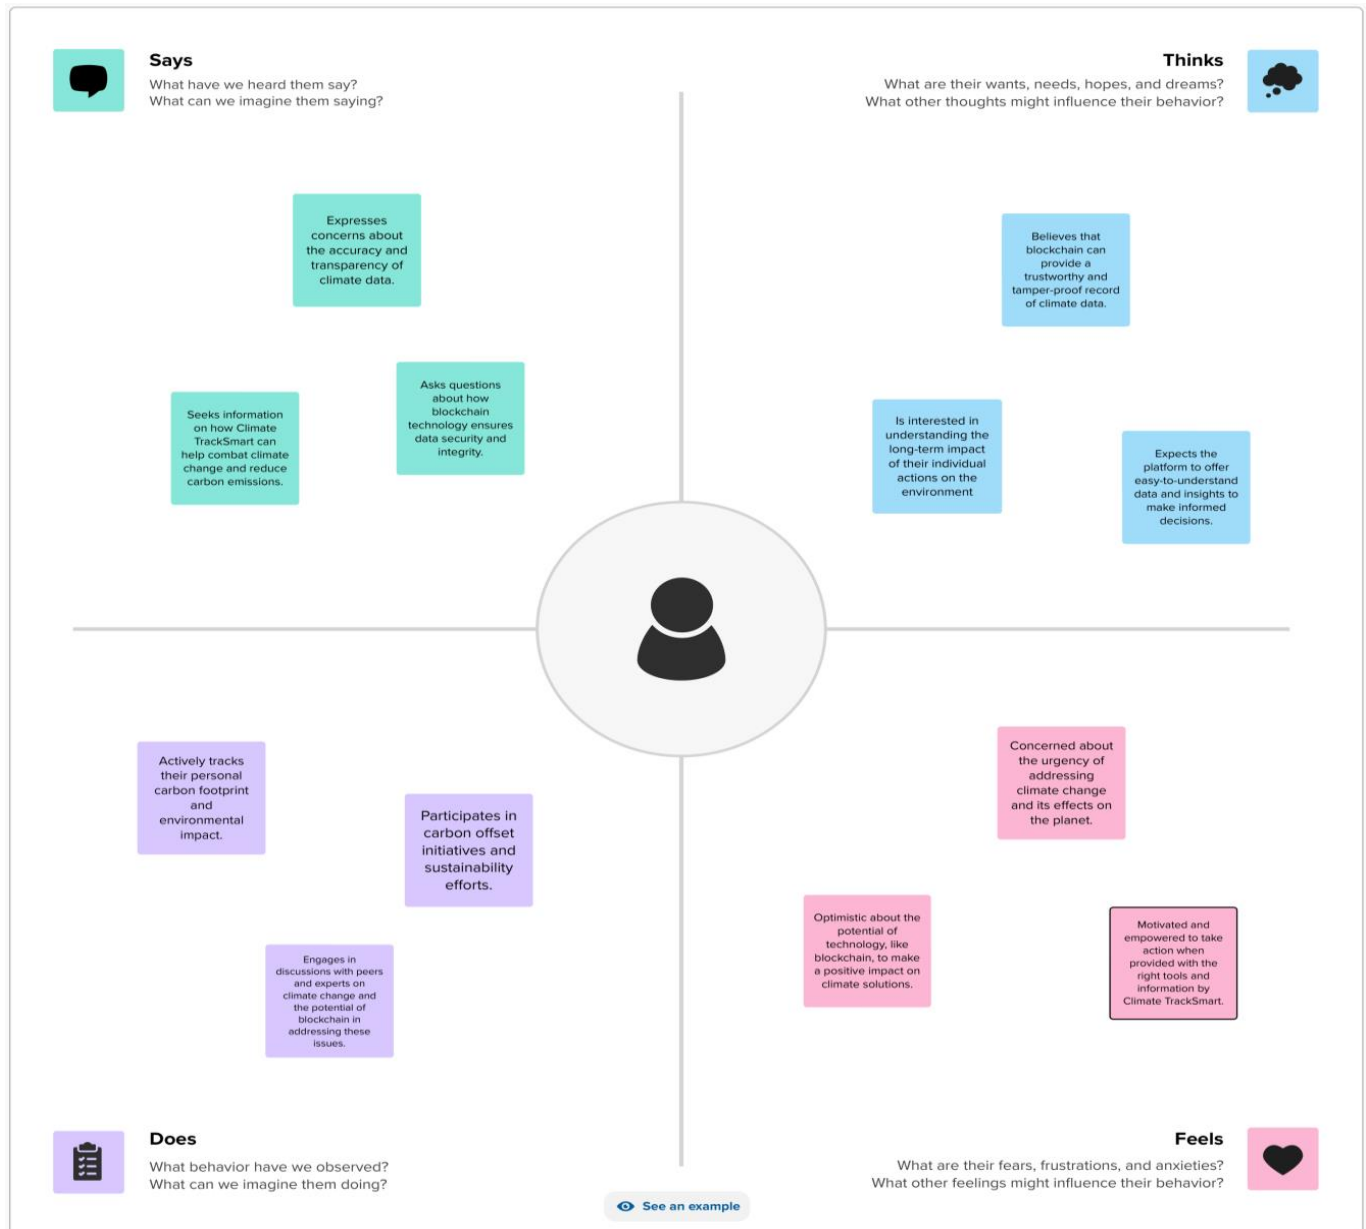 Says
What have we heard them say?
What can we imagine them saying?
Thinks
What are their wants, needs, hopes, and dreams?
What other thoughts might influence their behavior?
Expresses
concerns about
the accuracy and
transparency of
climate data.
Asks questions
about how
blockchain
technology ensures
data security and
integrity.
Seeks information
on how Climate
TrackSmart can
help combat climate
change and reduce
carbon emissions.
Believes that
blockchain can
provide a
trustworthy and
tamper-proof record
of climate data.
Is interested in
understanding the
long-term impact
of their individual
actions on the
environment
Expects the
platform to offer
easy-to-understand
data and insights to
make informed
decisions.
Actively tracks
their personal
carbon footprint
and
environmental
impact.
Participates in
carbon offset
initiatives and
sustainability
efforts.
Engages in
discussions with peers
and experts on
climate change and
the potential of
blockchain in
addressing these
issues.
Concerned about
the urgency of
addressing
climate change
and its effects on
the planet.
Optimistic about the
potential of
technology, like
blockchain, to make
a positive impact on
climate solutions.
Motivated and
empowered to take
action when
provided with the
right tools and
information by
Climate TrackSmart.
Does
What behavior have we observed?
What can we imagine them doing?
Feels
What are their fears, frustrations, and anxieties?
What other feelings might influence their behavior?
See an example